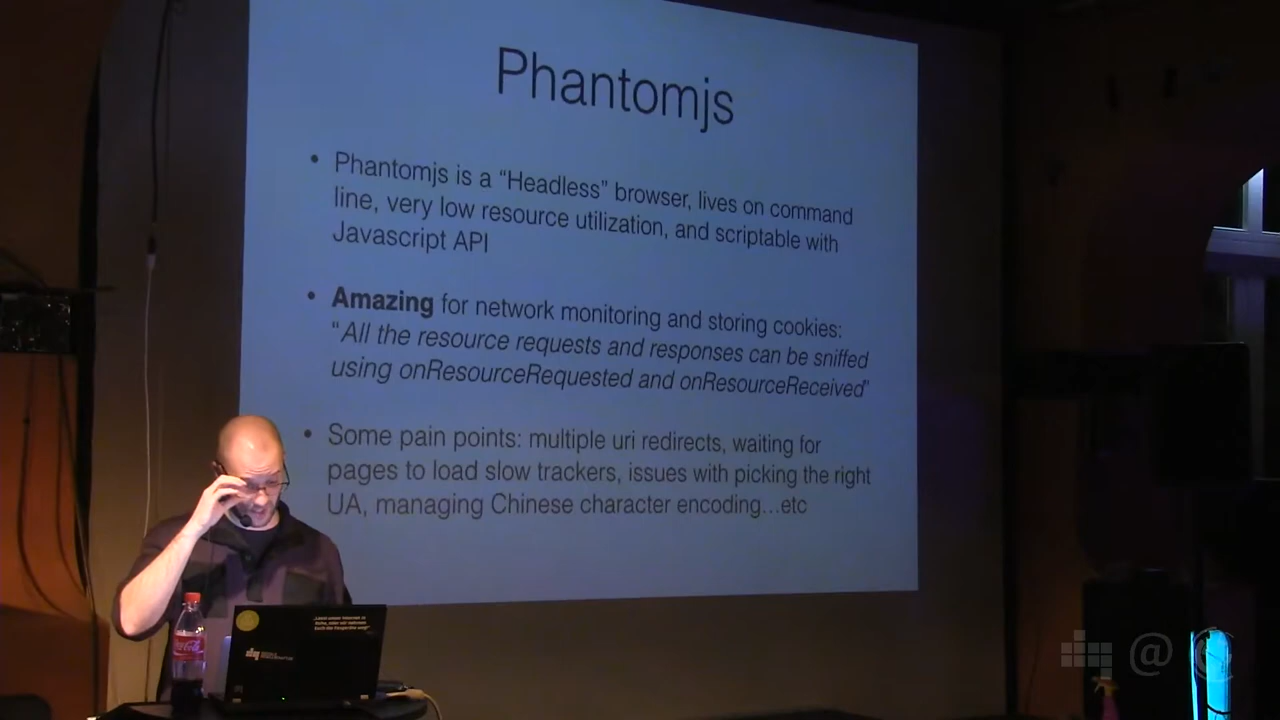 Phantomjs
• Phantomjs is a “Headless” browser, lives on command
line, very low resource utilization, and scriptable with
Javascript API
• Amazing for network monitoring and storing cookies:
“All the resource requests and responses can be sniffed
using onResourceRequested and onResourceReceived”
• Some pain points: multiple uri redirects, waiting for
pages to load slow trackers, issues with picking the right
UA, managing Chinese character encoding...etc
Coca-Cola
@